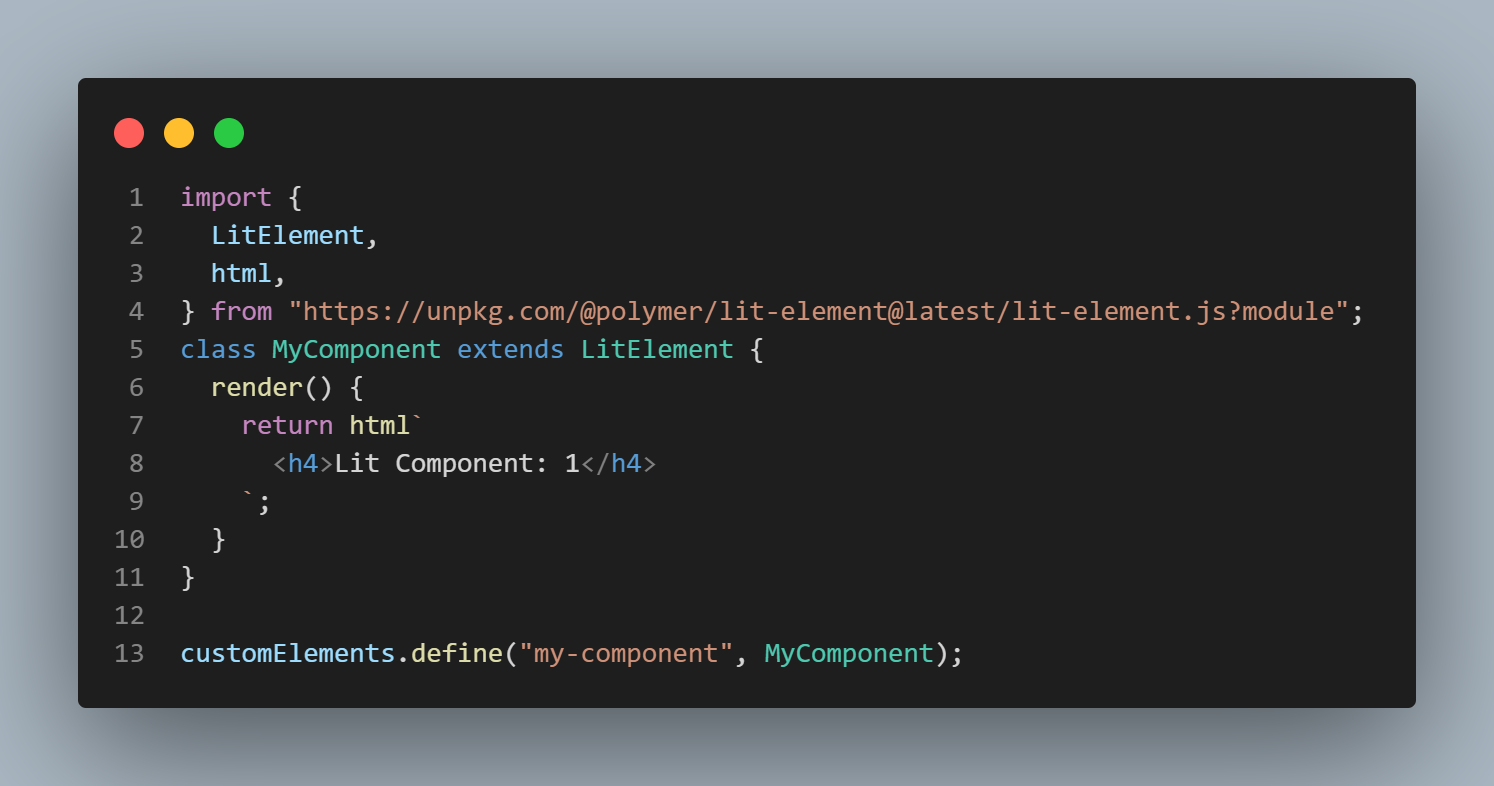 1 import {
2   LitElement,
3   html,
4 } from "https://unpkg.com/@polymer/lit-element@latest/lit-element.js?module";
5 class MyComponent extends LitElement {
6   render() {
7     return html`
8       <h4>Lit Component: 1</h4>
9     `;
10   }
11 }
12
13 customElements.define("my-component", MyComponent);